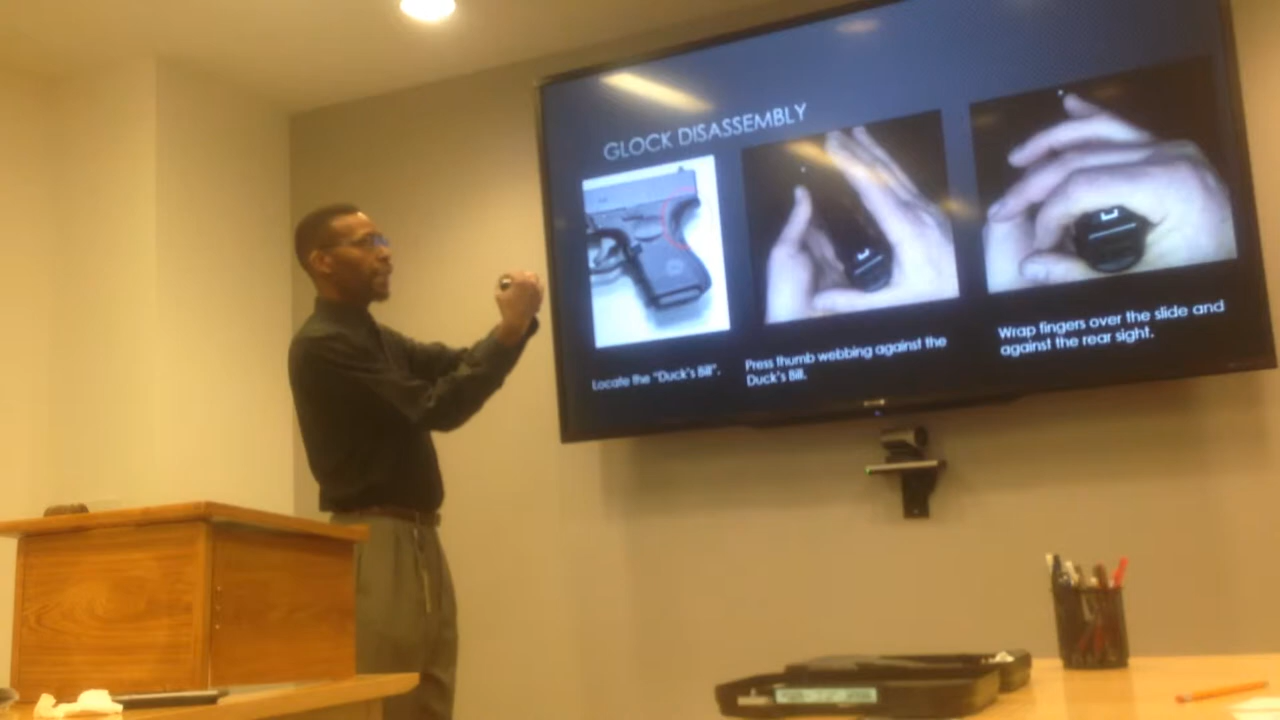 GLOCK DISASSEMBLY
Locate the "Duck's Bill".
Press thumb webbing against the
Duck's Bill.
Wrap fingers over the slide and
against the rear sight.